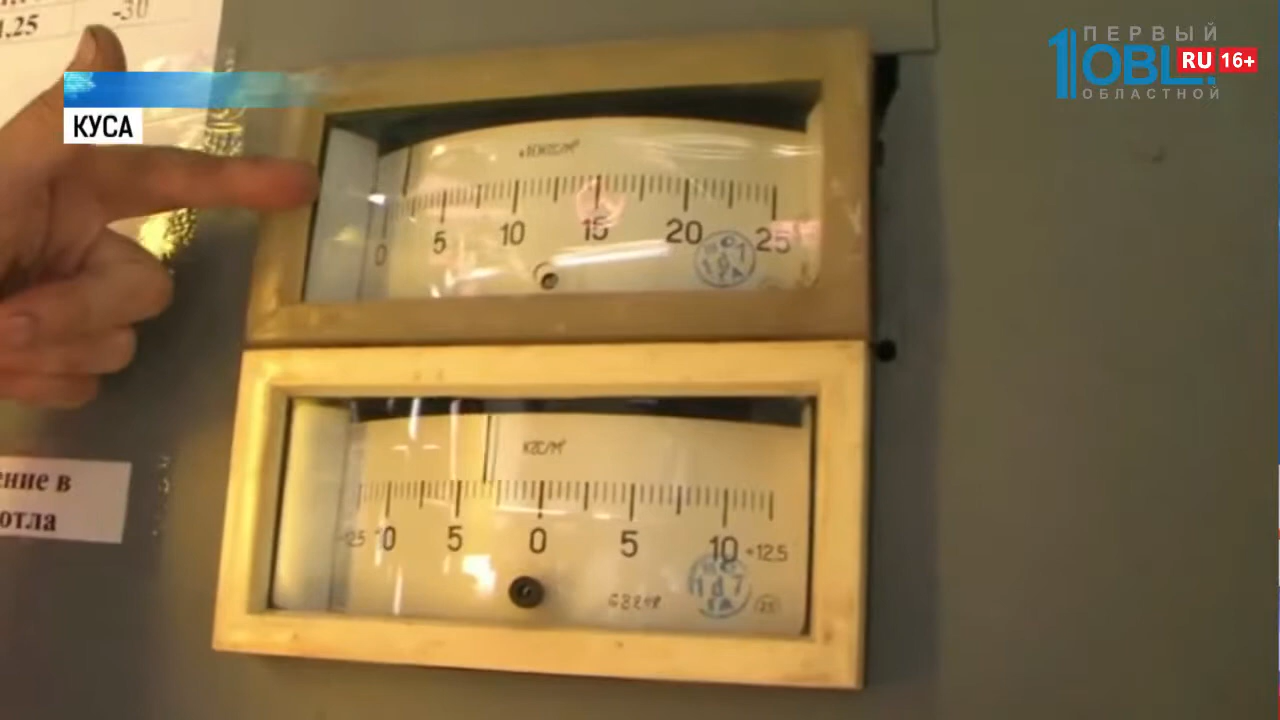 1.25 -30
КУСА
ПЕРВЫЙ
1OBL.RU 16+
ОБЛАСТНОЙ
0 5 10 15 20 25
кгс/м²
-12.5 10 5 0 5 10 +12.5
ение в
отла